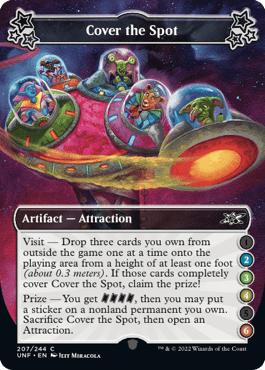 Cover the Spot
Artifact — Attraction
Visit — Drop three cards you own from
outside the game one at a time onto the
playing area from a height of at least one foot
(about 0.3 meters). If those cards completely
cover Cover the Spot, claim the prize!
Prize — You get, then you may put
a sticker on a nonland permanent you own.
Sacrifice Cover the Spot, then open an
Attraction.
1
2
3
4
5
6
207/244 C
UNF • EN Jeff Miracola
™ & © 2022 Wizards of the Coast